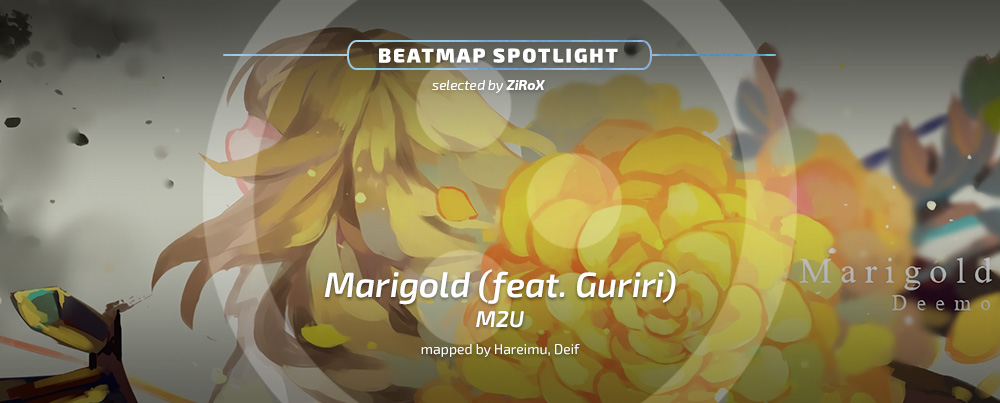 BEATMAP SPOTLIGHT
selected by ZiRoX
Marigold
Deemo
Marigold (feat. Guriri)
M2U
mapped by Hareimu, Deif